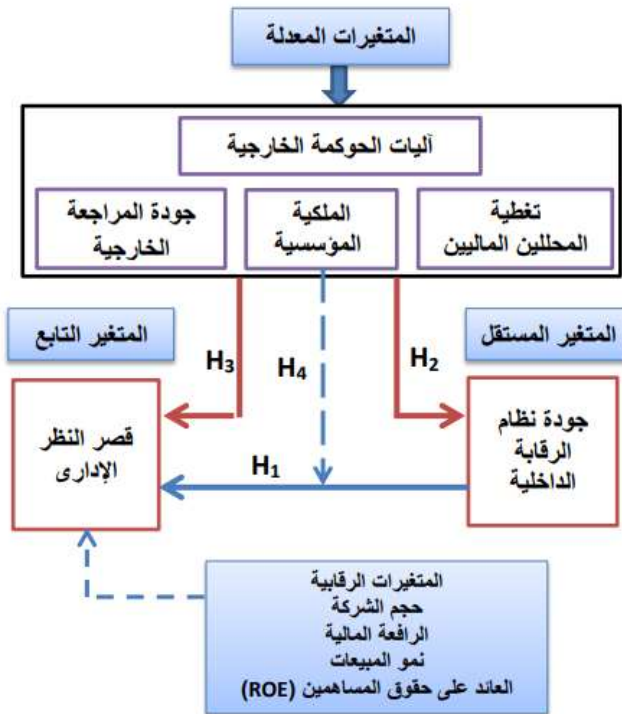 المتغيرات المعدلة
آليات الحوكمة الخارجية
تغطية
المحللين الماليين
الملكية
المؤسسية
جودة المراجعة
الخارجية
المتغير المستقل
المتغير التابع
H2
H4
H3
جودة نظام
الرقابة
الداخلية
H1
قصر النظر
الإدارى
المتغيرات الرقابية
حجم الشركة
الرافعة المالية
نمو المبيعات
العائد على حقوق المساهمين (ROE)